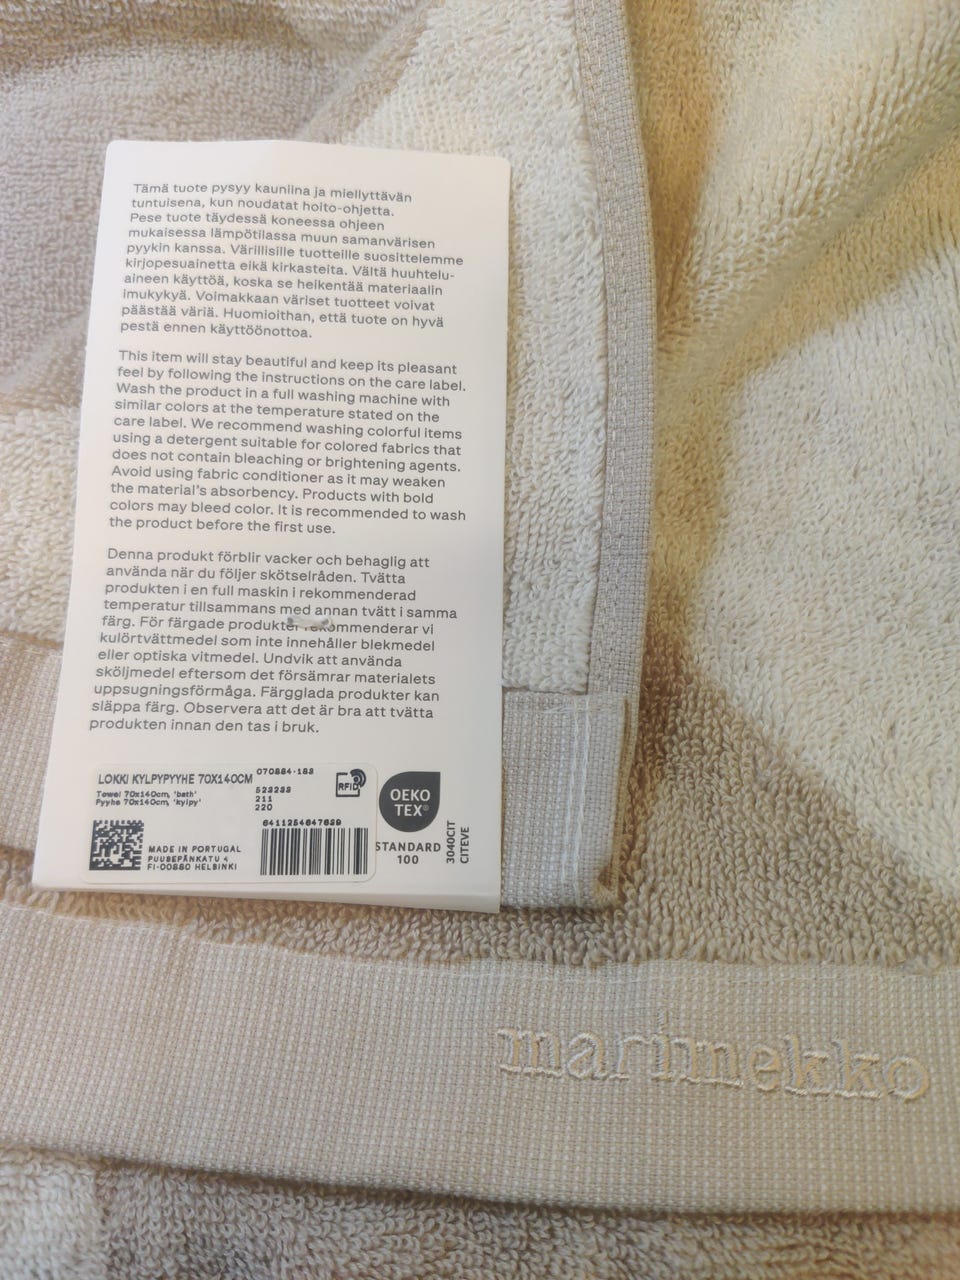 Tämä tuote pysyy kauniina ja miellyttävän
tuntuisena, kun noudatat hoito-ohjetta.
Pese tuote täydessä koneessa ohjeen
mukaisessa lämpötilassa muun samanvärisen
pyykin kanssa. Värillisille tuotteille suosittelemme
kirjopesuainetta eikä kirkasteita. Vältä huuhtelu-
aineen käyttöä, koska se heikentää materiaalin
imukykyä. Voimakkaan väriset tuotteet voivat
päästää väriä. Huomioithan, että tuote on hyvä
pestä ennen käyttöönottoa.
This item will stay beautiful and keep its pleasant
feel by following the instructions on the care label.
Wash the product in a full washing machine with
similar colors at the temperature stated on the
care label. We recommend washing colorful items
using a detergent suitable for colored fabrics that
does not contain bleaching or brightening agents.
Avoid using fabric conditioner as it may weaken
the material's absorbency. Products with bold
colors may bleed color. It is recommended to wash
the product before the first use.
Denna produkt förblir vacker och behaglig att
använda när du följer skötselråden. Tvätta
produkten i en full maskin i rekommenderad
temperatur tillsammans med annan tvätt i samma
färg. För färgade produkter rekommenderar vi
kulörtvättmedel som inte innehåller blekmedel
eller optiska vitmedel. Undvik att använda
sköljmedel eftersom det försämrar materialets
uppsugningsförmåga. Färgglada produkter kan
släppa färg. Observera att det är bra att tvätta
produkten innan den tas i bruk.
LOKKI KYLPYPYYHE 70X140CM
070884-183
Towel 70x140cm, 'bath'
Pyyhe 70x140cm, 'kylpy'
523233
211
220
RFID
6411254647639
MADE IN PORTUGAL
PUUSEPÄNKATU 4
FI-00880 HELSINKI
OEKO
TEX®
STANDARD
100
3040CIT
CITEVE
marimekko